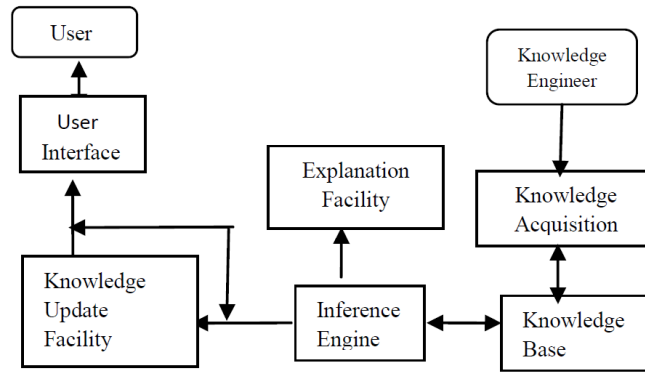 User
Knowledge
Engineer
User
Interface
Explanation
Facility
Knowledge
Acquisition
Knowledge
Update
Facility
Inference
Engine
Knowledge
Base